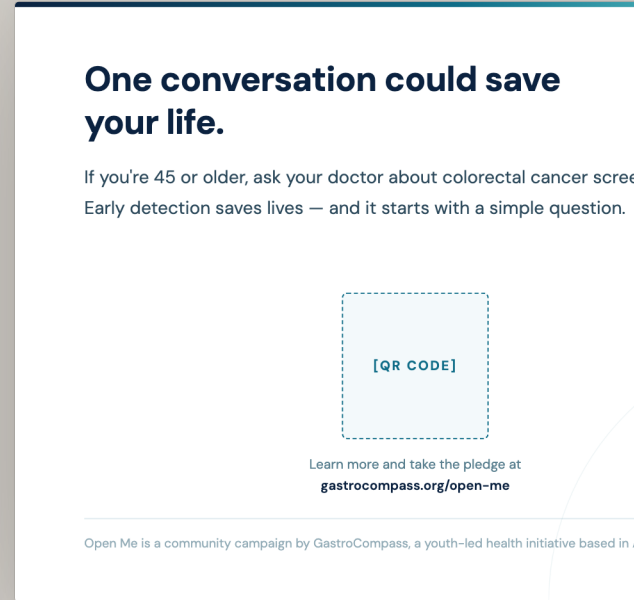 One conversation could save
your life.
If you're 45 or older, ask your doctor about colorectal cancer
Early detection saves lives — and it starts with a simple question.
[QR CODE]
Learn more and take the pledge at
gastrocompass.org/open-me
Open Me is a community campaign by GastroCompass, a youth-led health initiative based in